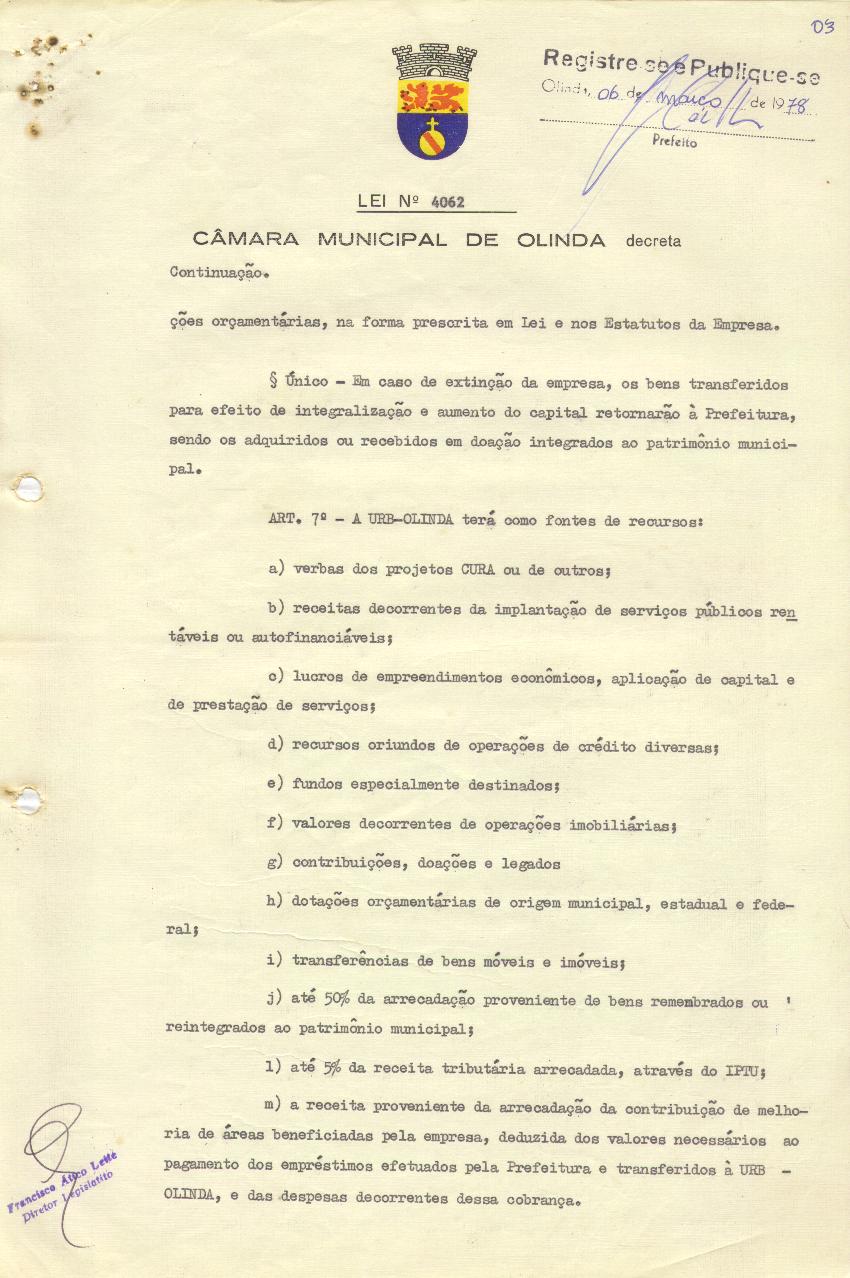 03
Registre-se e Publique-se
Olinda, 06 de março de 1978
Prefeito
LEI Nº 4062
CÂMARA MUNICIPAL DE OLINDA decreta
Continuação.
ções orçamentárias, na forma prescrita em Lei e nos Estatutos da Empresa.
§ Único - Em caso de extinção da empresa, os bens transferidos
para efeito de integralização e aumento do capital retornarão à Prefeitura,
sendo os adquiridos ou recebidos em doação integrados ao patrimônio munici-
pal.
ART. 7º - A URB-OLINDA terá como fontes de recursos:
a) verbas dos projetos CURA ou de outros;
b) receitas decorrentes da implantação de serviços públicos ren
táveis ou autofinanciáveis;
c) lucros de empreendimentos econômicos, aplicação de capital e
de prestação de serviços;
d) recursos oriundos de operações de crédito diversas;
e) fundos especialmente destinados;
f) valores decorrentes de operações imobiliárias;
g) contribuições, doações e legados
h) dotações orçamentárias de origem municipal, estadual e fede-
ral;
i) transferências de bens móveis e imóveis;
j) até 50% da arrecadação proveniente de bens remembrados ou '
reintegrados ao patrimônio municipal;
l) até 5% da receita tributária arrecadada, através do IPTU;
m) a receita proveniente da arrecadação da contribuição de melho-
ria de áreas beneficiadas pela empresa, deduzida dos valores necessários ao
pagamento dos empréstimos efetuados pela Prefeitura e transferidos à URB -
OLINDA, e das despesas decorrentes dessa cobrança.
Francisco Ático Leite
Diretor Legislativo